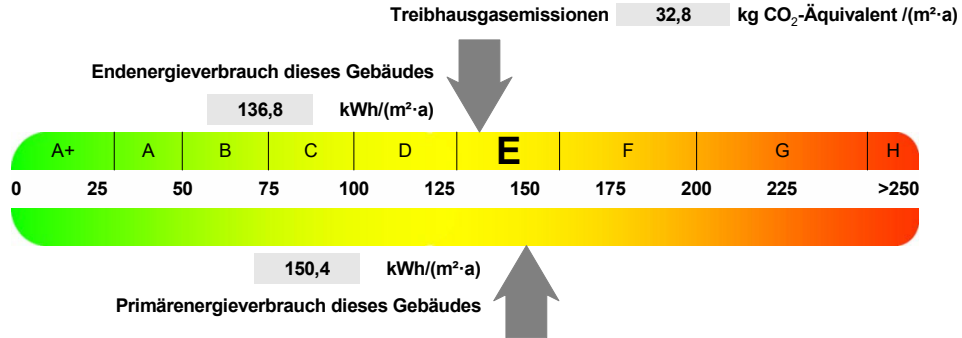 Treibhausgasemissionen 32,8 kg CO₂-Äquivalent /(m²·a)
Endenergieverbrauch dieses Gebäudes
136,8 kWh/(m²·a)
A+ A B C D E F G H
0 25 50 75 100 125 150 175 200 225 >250
150,4 kWh/(m²·a)
Primärenergieverbrauch dieses Gebäudes